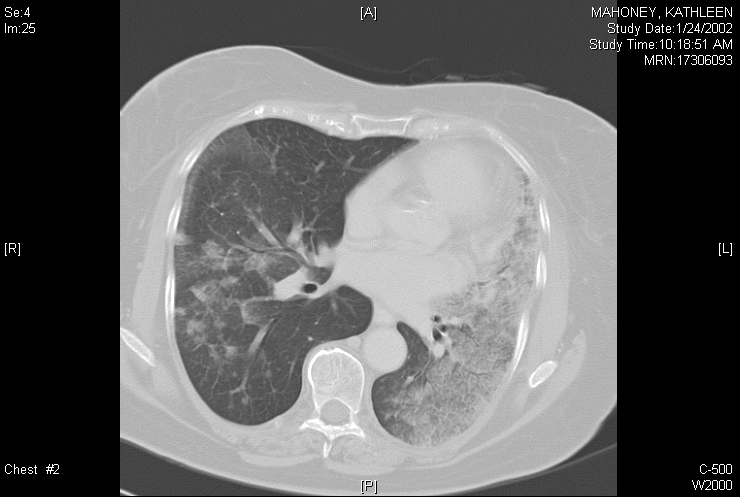 Se:4
Im:25
[A]
MAHONEY, KATHLEEN
Study Date:1/24/2002
Study Time:10:18:51 AM
MRN:17306093
[R]
[L]
Chest #2
[P]
C-500
W2000